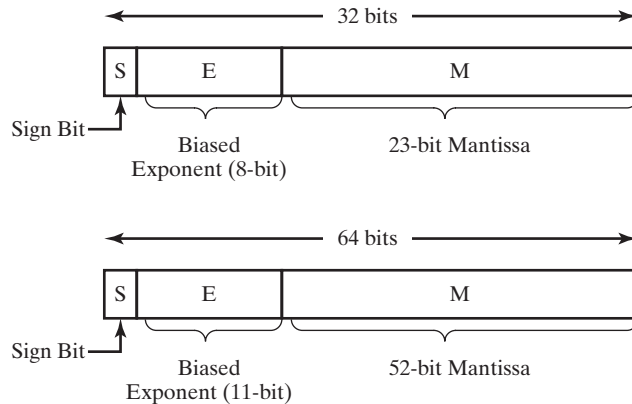 32 bits
S E M
Sign Bit
Biased
Exponent (8-bit)
23-bit Mantissa
64 bits
S E M
Sign Bit
Biased
Exponent (11-bit)
52-bit Mantissa